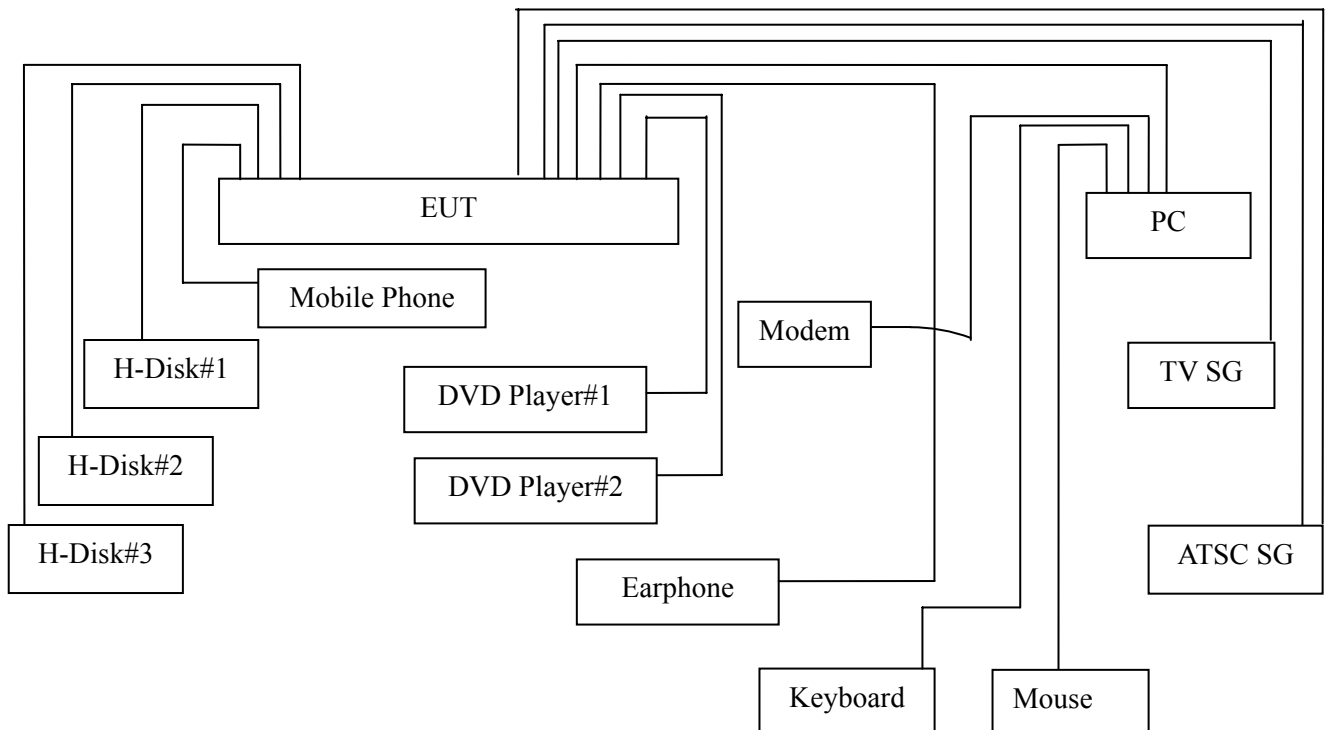 EUT
PC
Mobile Phone
Modem
H-Disk#1
DVD Player#1
TV SG
H-Disk#2
DVD Player#2
H-Disk#3
ATSC SG
Earphone
Keyboard
Mouse